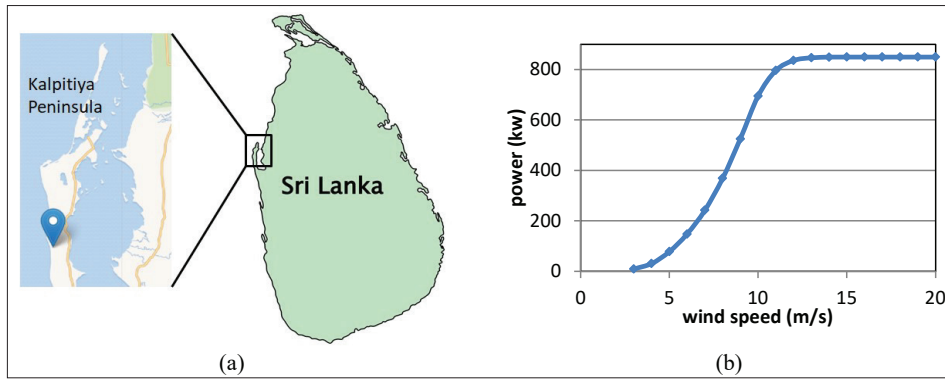 Kalpitiya
Peninsula
Sri Lanka
(a)
power (kw)
800
600
400
200
0
0 5 10 15 20
wind speed (m/s)
(b)